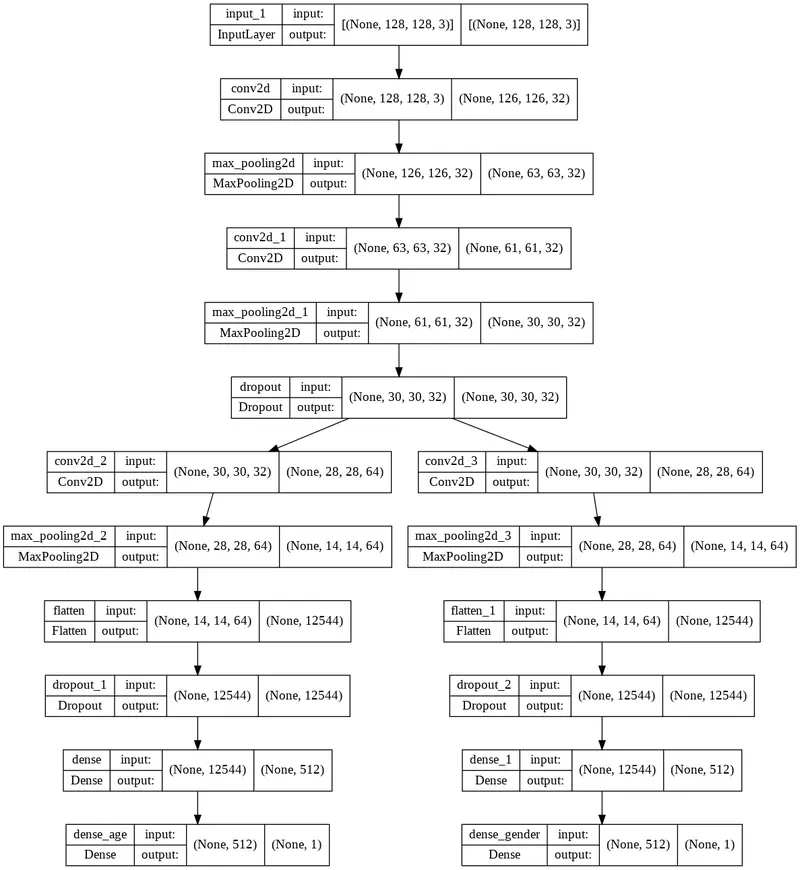 input_1 input: [(None, 128, 128, 3)] [(None, 128, 128, 3)]
InputLayer output:
conv2d input: (None, 128, 128, 3) (None, 126, 126, 32)
Conv2D output:
max_pooling2d input: (None, 126, 126, 32) (None, 63, 63, 32)
MaxPooling2D output:
conv2d_1 input: (None, 63, 63, 32) (None, 61, 61, 32)
Conv2D output:
max_pooling2d_1 input: (None, 61, 61, 32) (None, 30, 30, 32)
MaxPooling2D output:
dropout input: (None, 30, 30, 32) (None, 30, 30, 32)
Dropout output:
conv2d_2 input: (None, 30, 30, 32) (None, 28, 28, 64)
Conv2D output:
conv2d_3 input: (None, 30, 30, 32) (None, 28, 28, 64)
Conv2D output:
max_pooling2d_2 input: (None, 28, 28, 64) (None, 14, 14, 64)
MaxPooling2D output:
max_pooling2d_3 input: (None, 28, 28, 64) (None, 14, 14, 64)
MaxPooling2D output:
flatten input: (None, 14, 14, 64) (None, 12544)
Flatten output:
flatten_1 input: (None, 14, 14, 64) (None, 12544)
Flatten output:
dropout_1 input: (None, 12544) (None, 12544)
Dropout output:
dropout_2 input: (None, 12544) (None, 12544)
Dropout output:
dense input: (None, 12544) (None, 512)
Dense output:
dense_1 input: (None, 12544) (None, 512)
Dense output:
dense_age input: (None, 512) (None, 1)
Dense output:
dense_gender input: (None, 512) (None, 1)
Dense output: